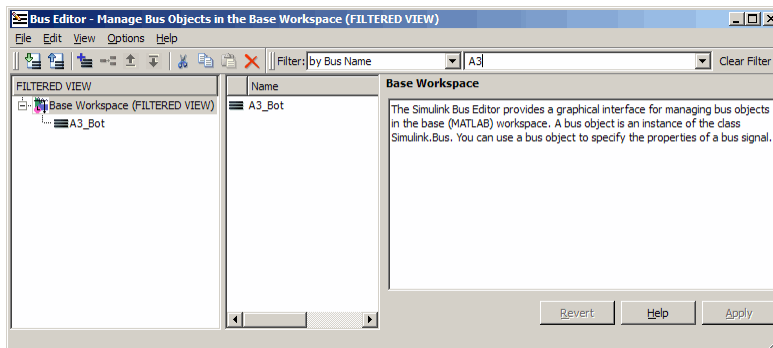 Bus Editor - Manage Bus Objects in the Base Workspace (FILTERED VIEW)
File Edit View Options Help
Filter: by Bus Name A3 Clear Filter
FILTERED VIEW
Base Workspace (FILTERED VIEW)
A3_Bot
Name
A3_Bot
Base Workspace
The Simulink Bus Editor provides a graphical interface for managing bus objects
in the base (MATLAB) workspace. A bus object is an instance of the class
Simulink.Bus. You can use a bus object to specify the properties of a bus signal.
Revert Help Apply